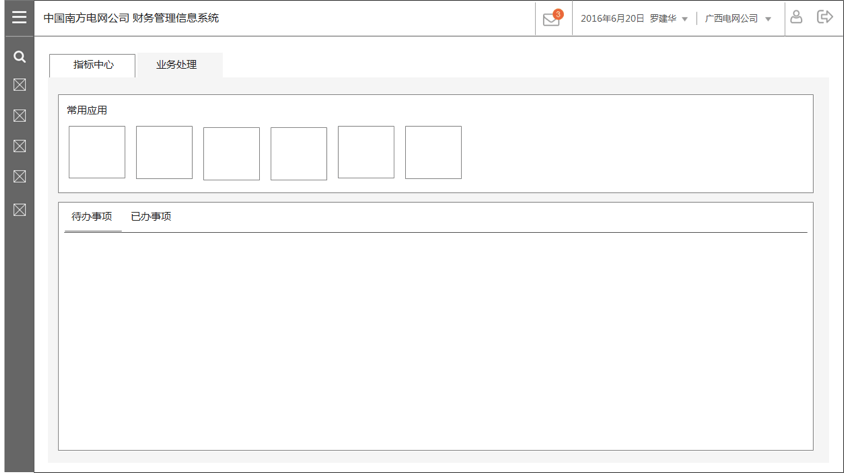 中国南方电网公司 财务管理信息系统
3
2016年6月20日 罗建华
广西电网公司
指标中心
业务处理
常用应用
待办事项
已办事项